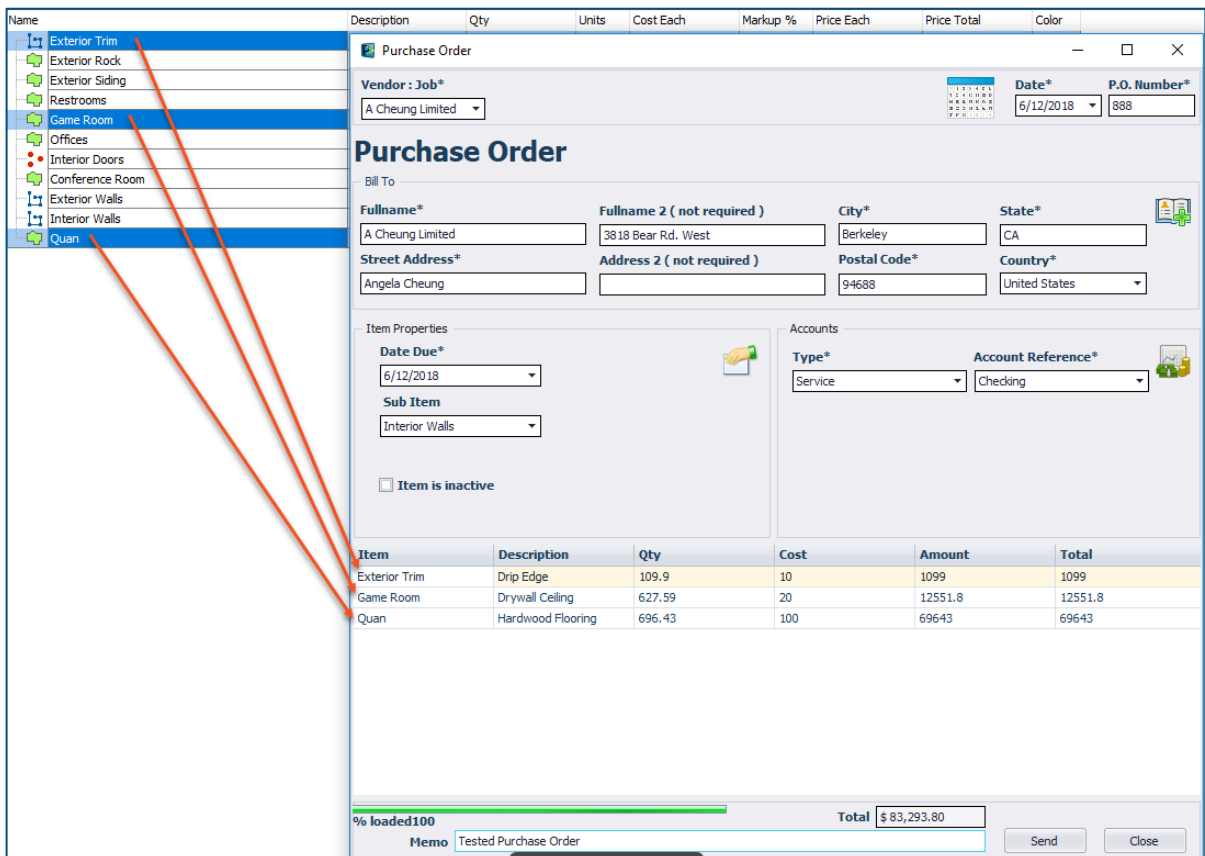 Name Description Qty Units Cost Each Markup % Price Each Price Total Color
Exterior Trim
Exterior Rock
Exterior Siding
Restrooms
Game Room
Offices
Interior Doors
Conference Room
Exterior Walls
Interior Walls
Quan
Purchase Order
Vendor : Job* Date* P.O. Number*
A Cheung Limited 6/12/2018 888
Purchase Order
Bill To
Fullname* Fullname 2 ( not required ) City* State*
A Cheung Limited 3818 Bear Rd. West Berkeley CA
Street Address* Address 2 ( not required ) Postal Code* Country*
Angela Cheung 94688 United States
Item Properties Accounts
Date Due* Type* Account Reference*
6/12/2018 Service Checking
Sub Item
Interior Walls
Item is inactive
Item Description Qty Cost Amount Total
Exterior Trim Drip Edge 109.9 10 1099 1099
Game Room Drywall Ceiling 627.59 20 12551.8 12551.8
Quan Hardwood Flooring 696.43 100 69643 69643
% loaded100 Total $ 83,293.80
Memo Tested Purchase Order Send Close